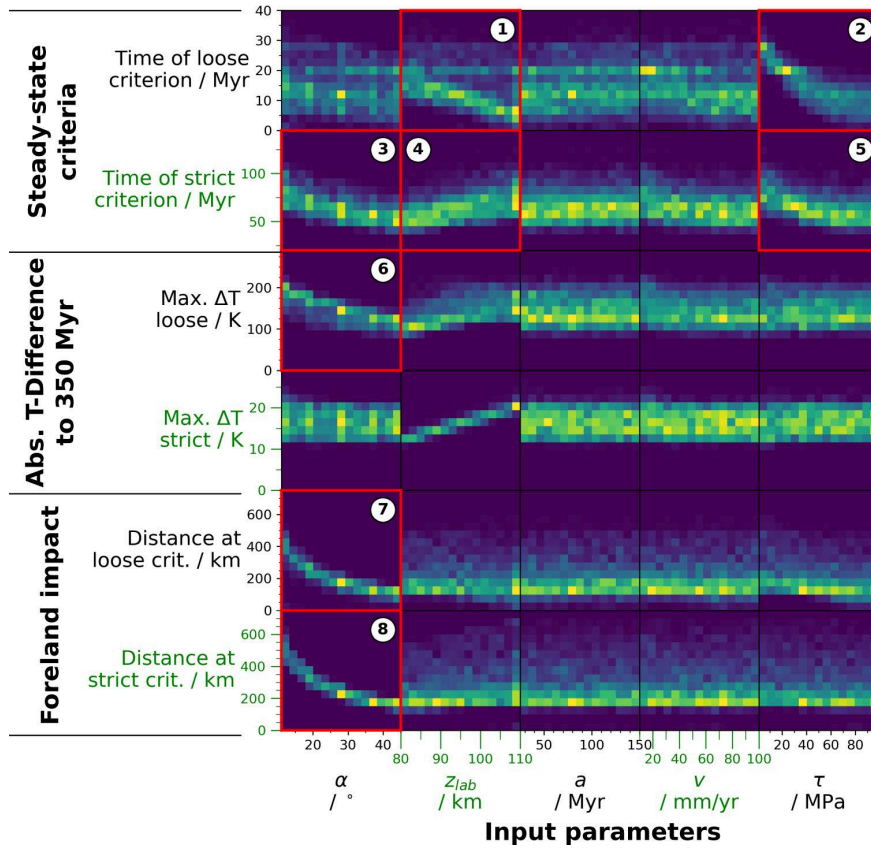 Steady-state
criteria
Time of loose
criterion / Myr
40
30
20
10
0
1
2
Time of strict
criterion / Myr
100
50
3
4
5
Abs. T-Difference
to 350 Myr
Max. ΔT
loose / K
200
100
0
6
Max. ΔT
strict / K
20
10
0
Foreland impact
Distance at
loose crit. / km
600
400
200
0
7
Distance at
strict crit. / km
600
400
200
0
8
20 30 40
80 90 100 110
50 100 150
20 40 60 80 100
20 40 60 80
α
/ °
z_lab
/ km
a
/ Myr
v
/ mm/yr
τ
/ MPa
Input parameters